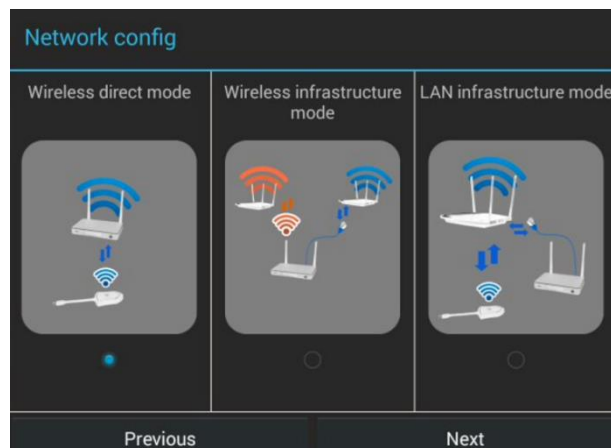 Network config
Wireless direct mode
Wireless infrastructure
mode
LAN infrastructure mode
Previous
Next